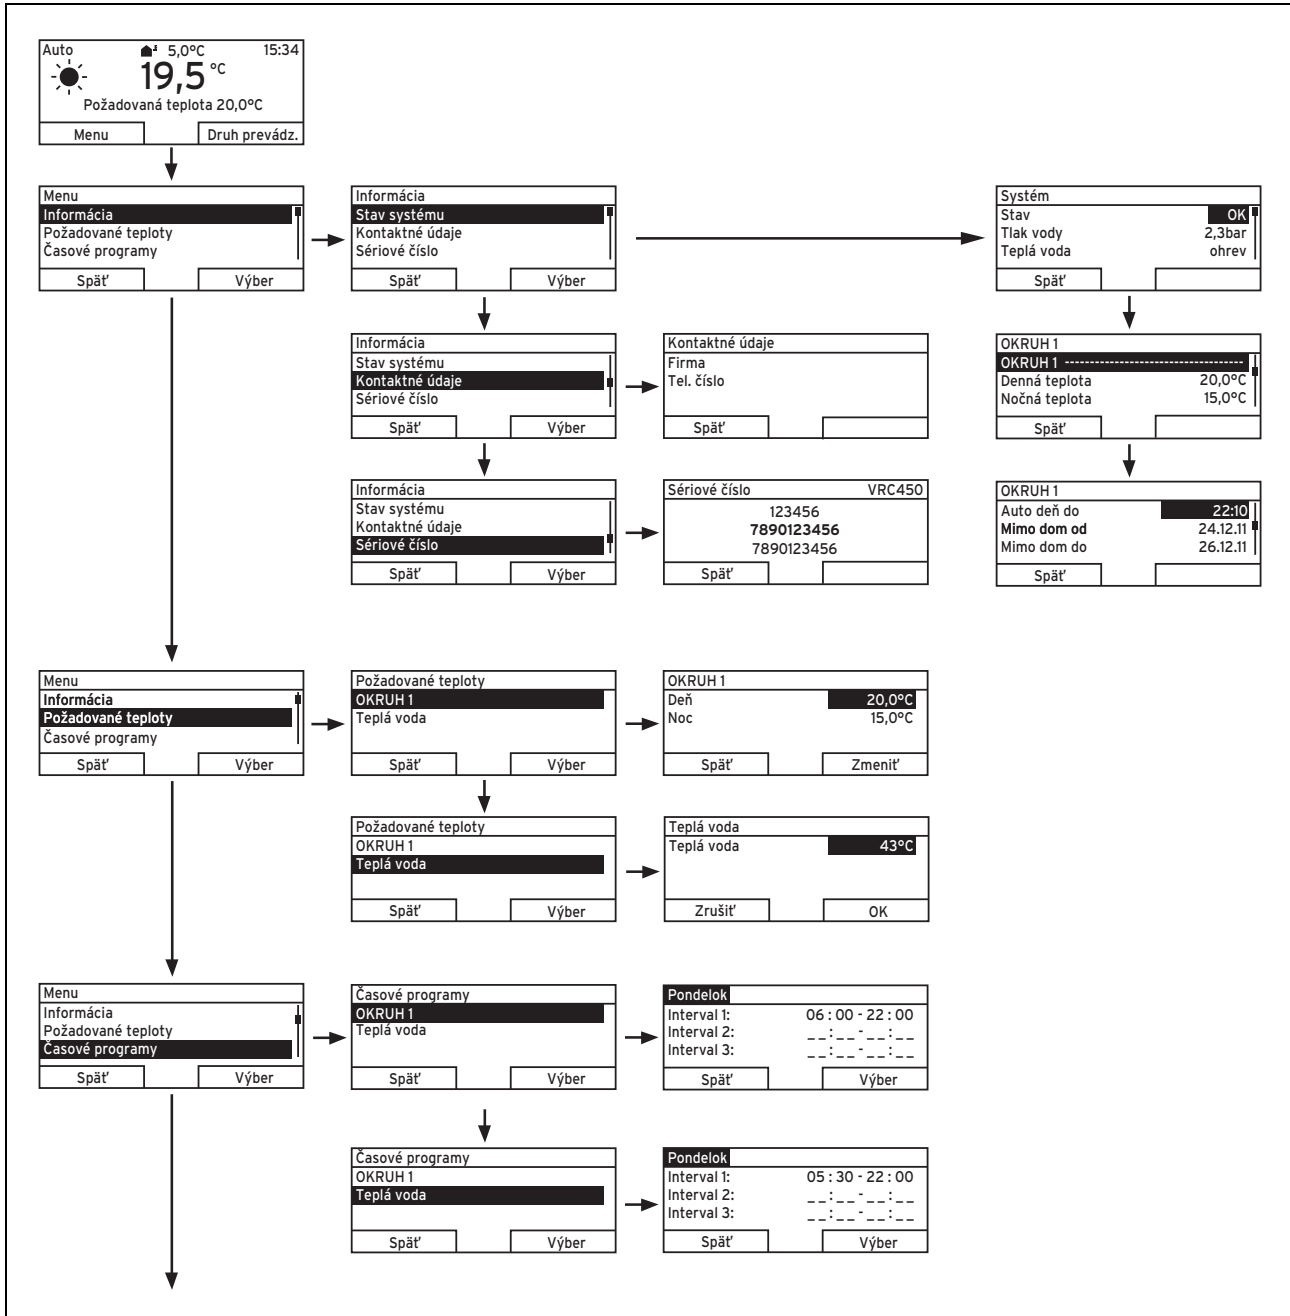 Auto 5,0°C 15:34
19,5 °C
Požadovaná teplota 20,0°C
Menu Druh prevádz.
Menu
Informácia
Požadované teploty
Časové programy
Späť Výber
Informácia
Stav systému
Kontaktné údaje
Sériové číslo
Späť Výber
Systém
Stav OK
Tlak vody 2,3bar
Teplá voda ohrev
Späť
Informácia
Stav systému
Kontaktné údaje
Sériové číslo
Späť Výber
Kontaktné údaje
Firma
Tel. číslo
Späť
OKRUH 1
OKRUH 1 -----------------------------------
Denná teplota 20,0°C
Nočná teplota 15,0°C
Späť
Informácia
Stav systému
Kontaktné údaje
Sériové číslo
Späť Výber
Sériové číslo VRC450
123456
7890123456
7890123456
Späť
OKRUH 1
Auto deň do 22:10
Mimo dom od 24.12.11
Mimo dom do 26.12.11
Späť
Menu
Informácia
Požadované teploty
Časové programy
Späť Výber
Požadované teploty
OKRUH 1
Teplá voda
Späť Výber
OKRUH 1
Deň 20,0°C
Noc 15,0°C
Späť Zmeniť
Požadované teploty
OKRUH 1
Teplá voda
Späť Výber
Teplá voda
Teplá voda 43°C
Zrušiť OK
Menu
Informácia
Požadované teploty
Časové programy
Späť Výber
Časové programy
OKRUH 1
Teplá voda
Späť Výber
Pondelok
Interval 1: 06 : 00 - 22 : 00
Interval 2: _ _ : _ _ - _ _ : _ _
Interval 3: _ _ : _ _ - _ _ : _ _
Späť Výber
Časové programy
OKRUH 1
Teplá voda
Späť Výber
Pondelok
Interval 1: 05 : 30 - 22 : 00
Interval 2: _ _ : _ _ - _ _ : _ _
Interval 3: _ _ : _ _ - _ _ : _ _
Späť Výber